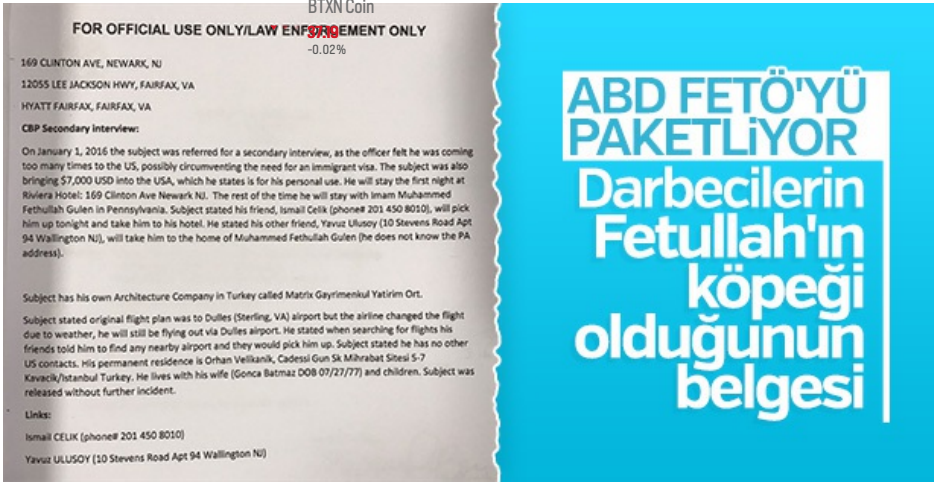 BTXN Coin
37.19
-0.02%
FOR OFFICIAL USE ONLY/LAW ENFORCEMENT ONLY
169 CLINTON AVE, NEWARK, NJ
12055 LEE JACKSON HWY, FAIRFAX, VA
HYATT FAIRFAX, FAIRFAX, VA
CBP Secondary interview:
On January 1, 2016 the subject was referred for a secondary interview, as the officer felt he was coming
too many times to the US, possibly circumventing the need for an immigrant visa. The subject was also
bringing $7,000 USD into the USA, which he states is for his personal use. He will stay the first night at
Riviera Hotel: 169 Clinton Ave Newark NJ. The rest of the time he will stay with Imam Muhammed
Fethullah Gulen in Pennsylvania. Subject stated his friend, Ismail Celik (phone# 201 450 8010), will pick
him up tonight and take him to his hotel. He stated his other friend, Yavuz Ulusoy (10 Stevens Road Apt
94 Wallington NJ), will take him to the home of Muhammed Fethullah Gulen (he does not know the PA
address).
Subject has his own Architecture Company in Turkey called Matrix Gayrimenkul Yatirim Ort.
Subject stated original flight plan was to Dulles (Sterling, VA) airport but the airline changed the flight
due to weather, he will still be flying out via Dulles airport. He stated when searching for flights his
friends told him to find any nearby airport and they would pick him up. Subject stated he has no other
US contacts. His permanent residence is Orhan Velikanik, Cadessi Gun Sk Mihrabat Sitesi 5-7
Kavacik/Istanbul Turkey. He lives with his wife (Gonca Batmaz DOB 07/27/77) and children. Subject was
released without further incident.
Links:
Ismail CELIK (phone# 201 450 8010)
Yavuz ULUSOY (10 Stevens Road Apt 94 Wallington NJ)
ABD FETÖ'YÜ
PAKETLİYOR
Darbecilerin
Fetullah'ın
köpeği
olduğunun
belgesi